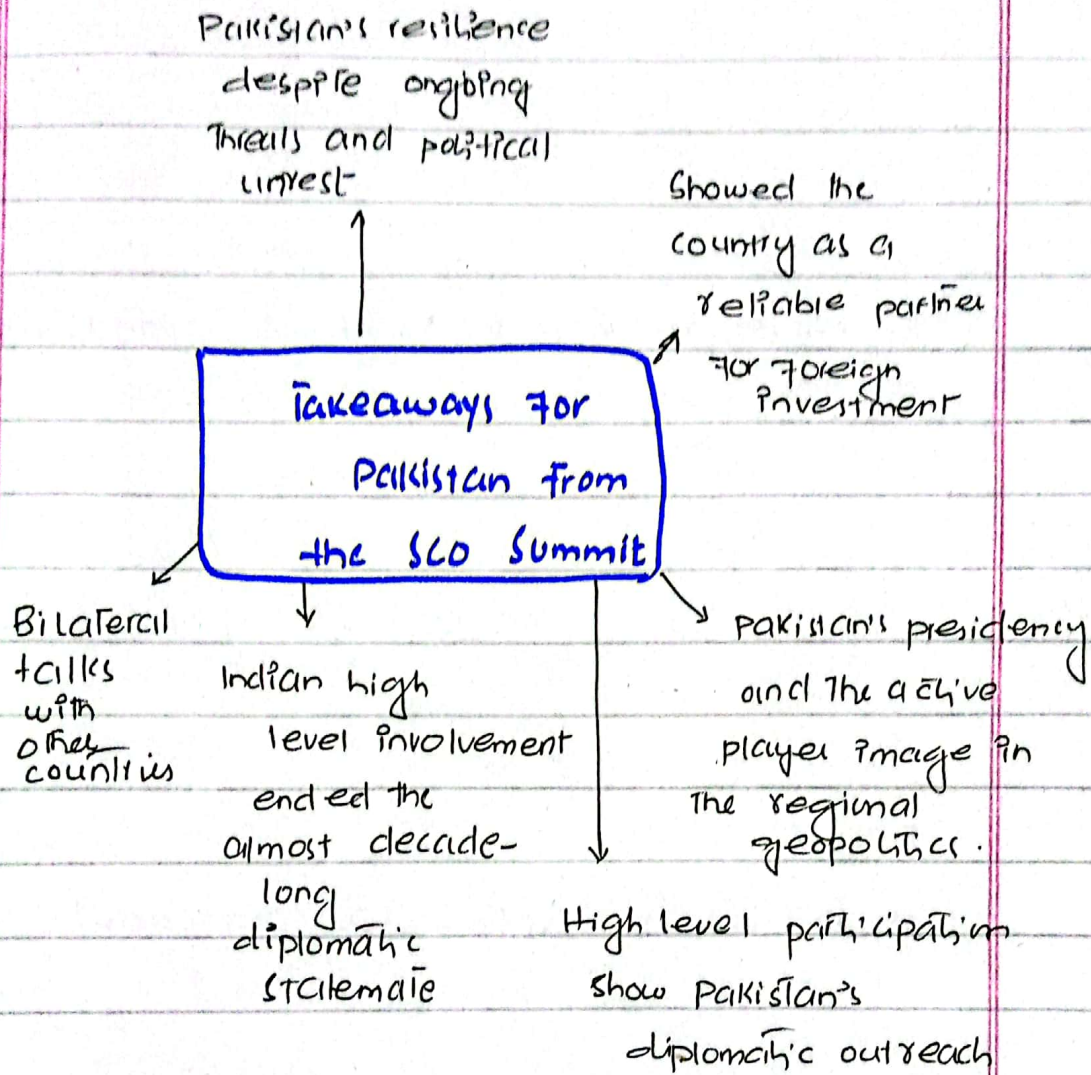 Pakistan's resilience
despite ongoing
Threats and political
unrest
Showed the
country as a
reliable partner
for foreign
investment
Takeaways for
Pakistan from
the SCO Summit
Bilateral
talks
with
other
countries
Indian high
level involvement
ended the
almost decade-
long
diplomatic
stalemate
High level participation
show Pakistan's
diplomatic outreach
Pakistan's presidency
and The active
player image in
The regional
geopolitics.